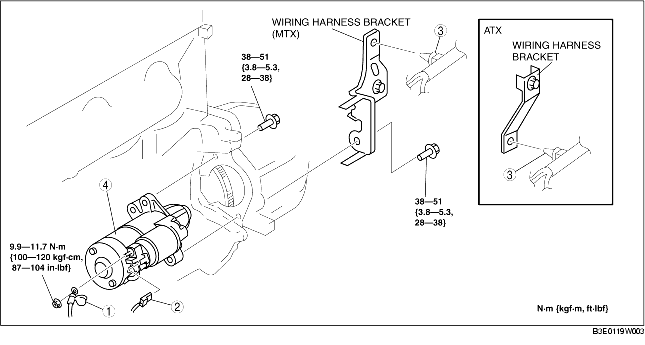 WIRING HARNESS BRACKET
(MTX)
3
ATX
WIRING HARNESS
BRACKET
3
38—51
{3.8—5.3,
28—38}
38—51
{3.8—5.3,
28—38}
4
9.9—11.7 N·m
{100—120 kgf·cm,
87—104 in·lbf}
1
2
N·m {kgf·m, ft·lbf}
B3E0119W003